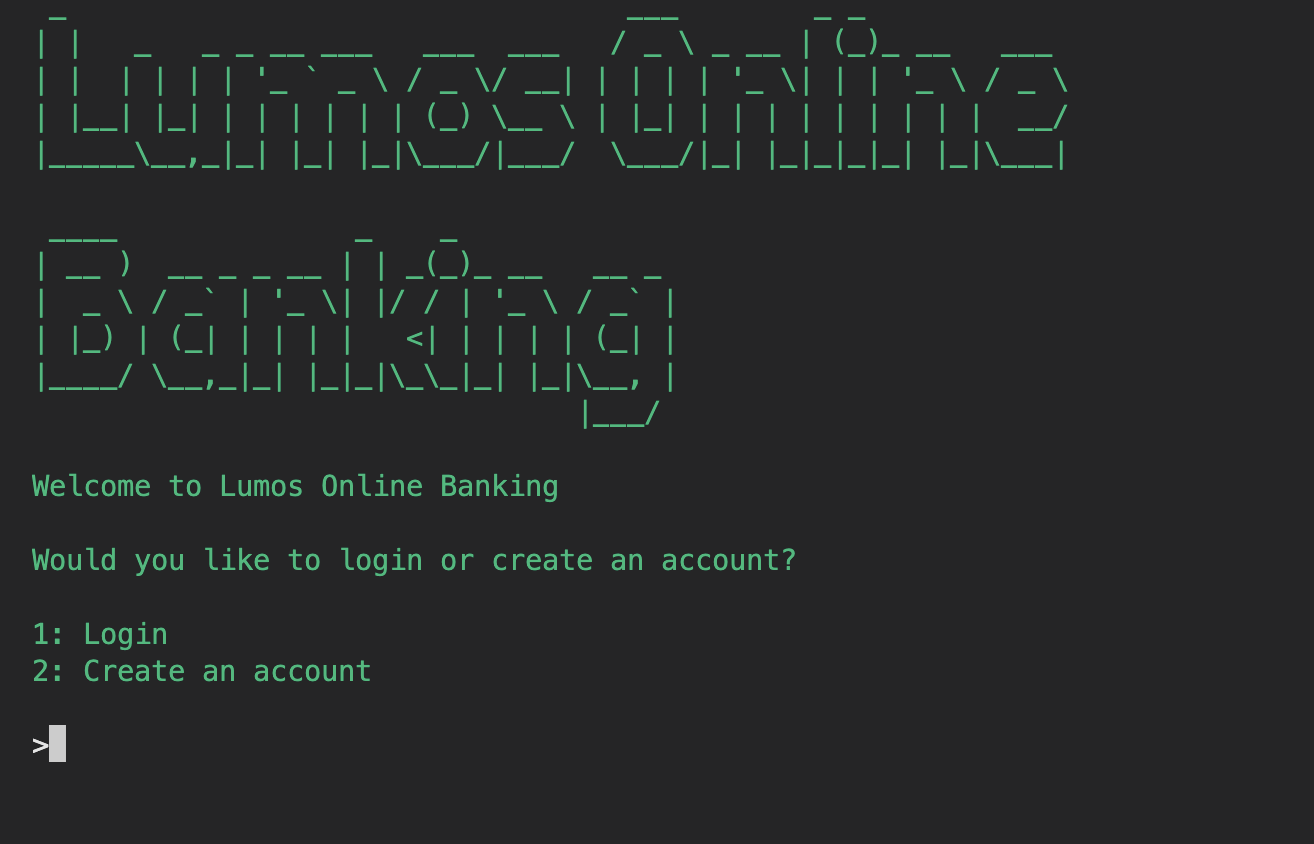 Lumos Online
Banking
Welcome to Lumos Online Banking
Would you like to login or create an account?
1: Login
2: Create an account
>